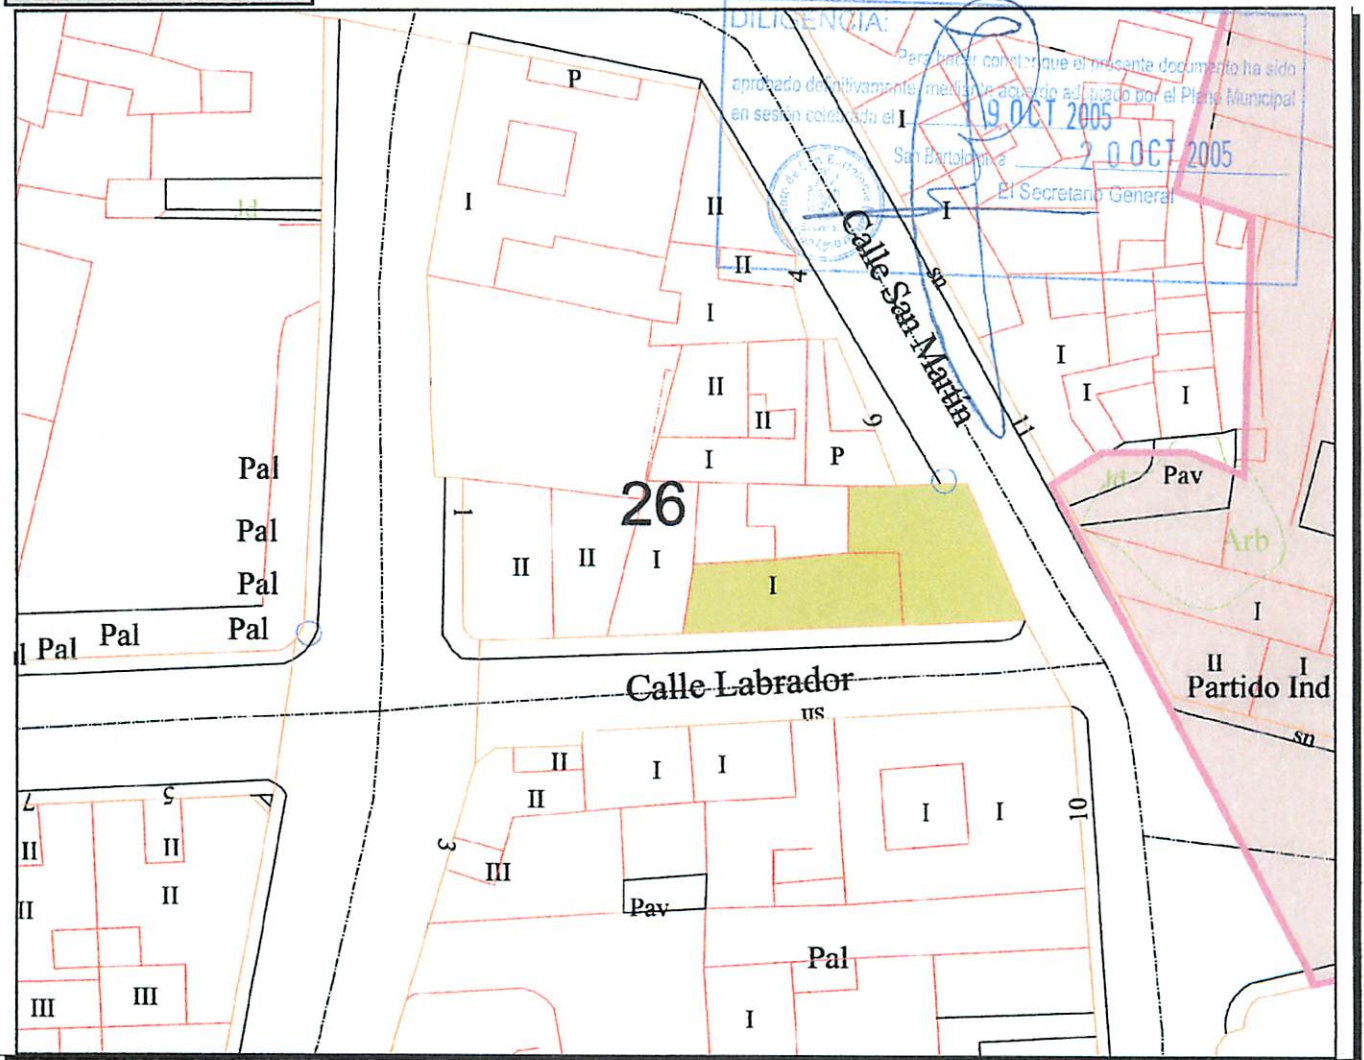 DILIGENCIA:
Para hacer constar que el presente documento ha sido
aprobado definitivamente, mediante acuerdo adoptado por el Pleno Municipal
en sesión celebrada el 19 OCT 2005
San Bartolomé a 20 OCT 2005
El Secretario General
P
I
II
I
I
Jd
II
4
Calle San Martín
sn
I
I
II
II
9
11
I
I
I
P
Pal
26
Jd
Pav
1
Pal
II
II
I
I
Arb
Pal
I
Pal
Pal
Pal
II
I
Calle Labrador
Partido Ind
sn
sn
II
I
I
II
7
5
I
I
10
II
II
3
III
II
II
Pav
Pal
III
III
I